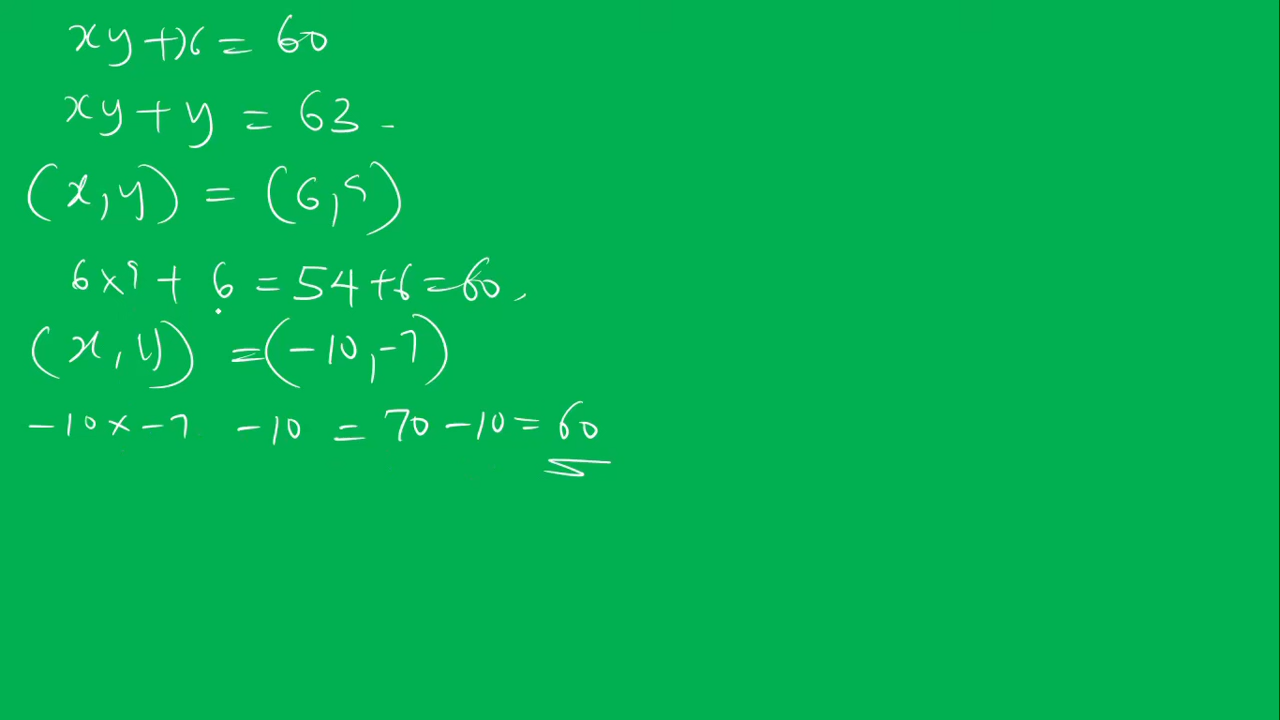 xy + x = 60
xy + y = 63
(x, y) = (6, 9)
6 × 9 + 6 = 54 + 6 = 60
(x, y) = (-10, -7)
-10 × -7 -10 = 70 - 10 = 60